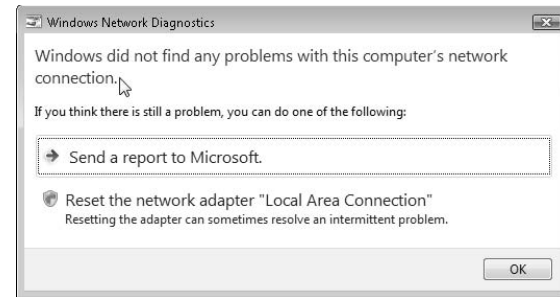 Windows Network Diagnostics
Windows did not find any problems with this computer's network
connection.
If you think there is still a problem, you can do one of the following:
Send a report to Microsoft.
Reset the network adapter "Local Area Connection"
Resetting the adapter can sometimes resolve an intermittent problem.
OK